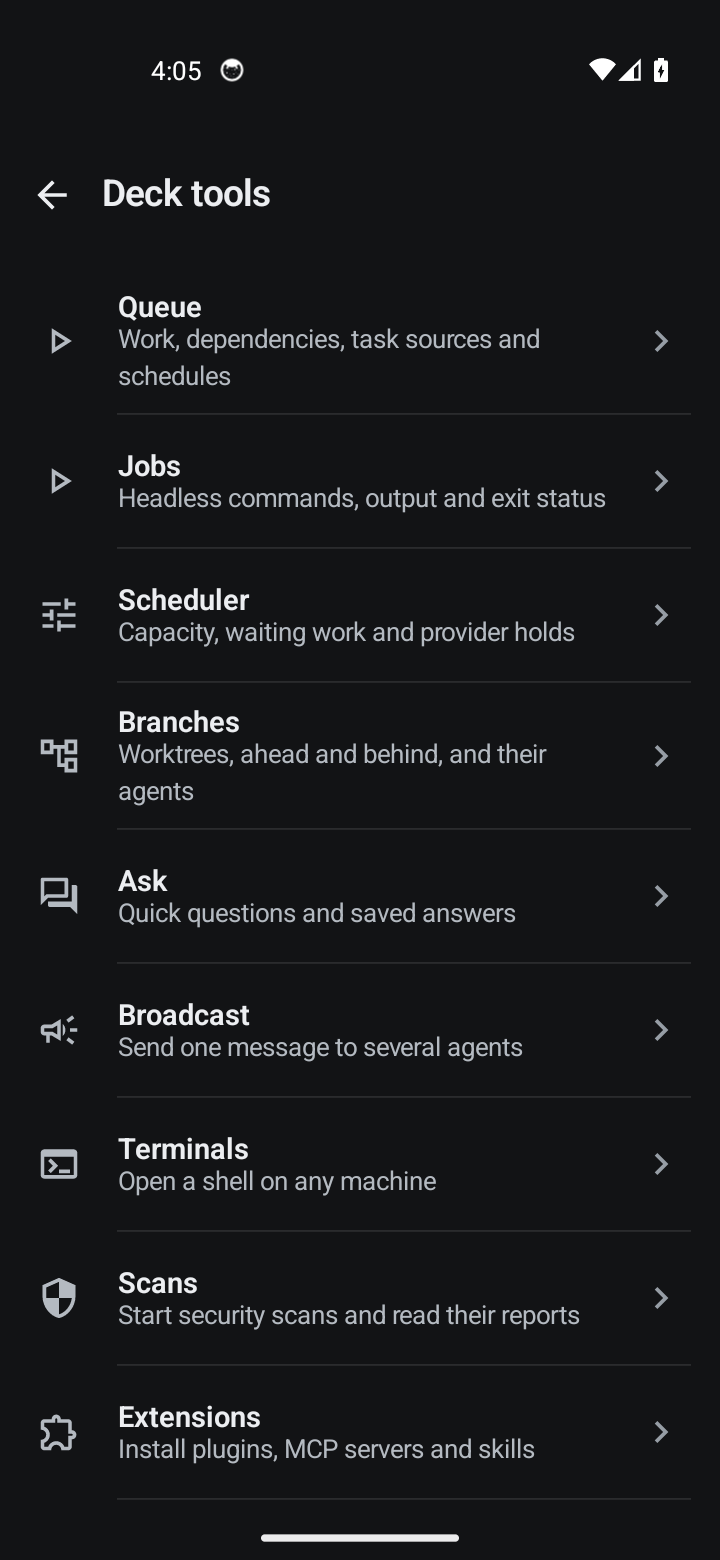 4:05
Deck tools
Queue
Work, dependencies, task sources and
schedules
Jobs
Headless commands, output and exit status
Scheduler
Capacity, waiting work and provider holds
Branches
Worktrees, ahead and behind, and their
agents
Ask
Quick questions and saved answers
Broadcast
Send one message to several agents
Terminals
Open a shell on any machine
Scans
Start security scans and read their reports
Extensions
Install plugins, MCP servers and skills